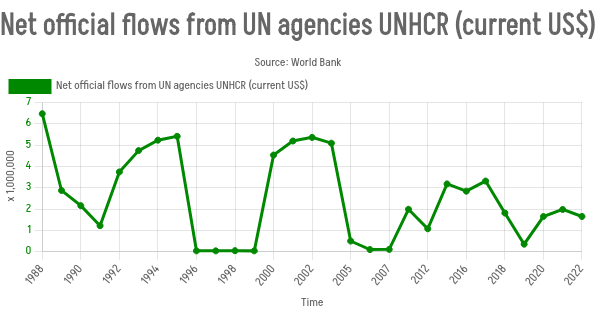 Net official flows from UN agencies UNHCR (current US$)
Source: World Bank
Net official flows from UN agencies UNHCR (current US$)
7
6
5
4
3
2
1
0
x 1,000,000
1988 1990 1992 1994 1996 1998 2000 2002 2005 2007 2012 2016 2018 2020 2022
Time